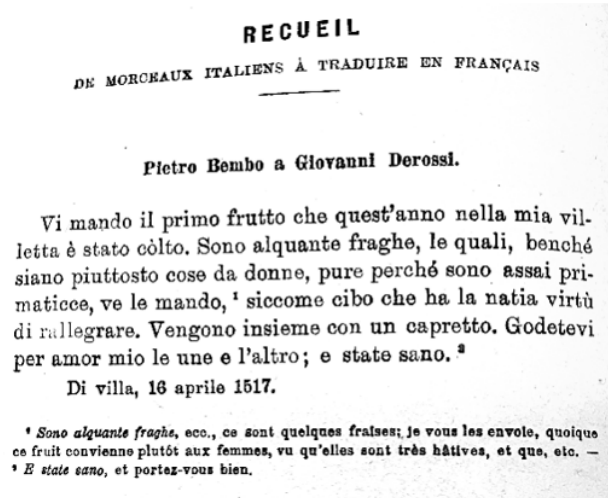 RECUEIL
DE MORCEAUX ITALIENS À TRADUIRE EN FRANÇAIS
Pietro Bembo a Giovanni Derossi.
Vi mando il primo frutto che quest'anno nella mia vil-
letta è stato còlto. Sono alquante fraghe, le quali, benché
siano piuttosto cose da donne, pure perché sono assai pri-
maticce, ve le mando, ¹ siccome cibo che ha la natia virtù
di rallegrare. Vengono insieme con un capretto. Godetevi
per amor mio le une e l'altro; e state sano. ²
Di villa, 16 aprile 1517.
¹ Sono alquante fraghe, ecc., ce sont quelques fraises; je vous les envoie, quoique
ce fruit convienne plutôt aux femmes, vu qu'elles sont très hâtives, et que, etc. —
² E state sano, et portez-vous bien.